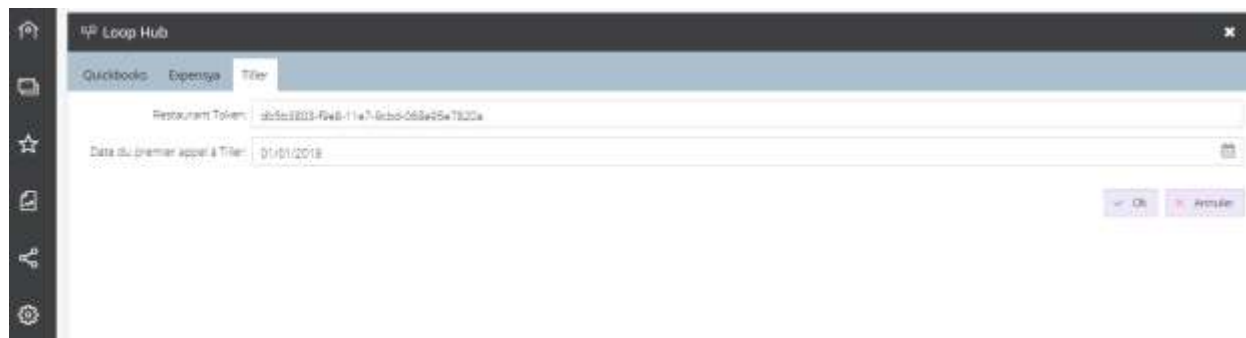 Loop Hub
Quickbooks Expensya Tiller
Restaurant Token:
Date du premier appel à Tiller: 01/01/2018
Ok Annuler